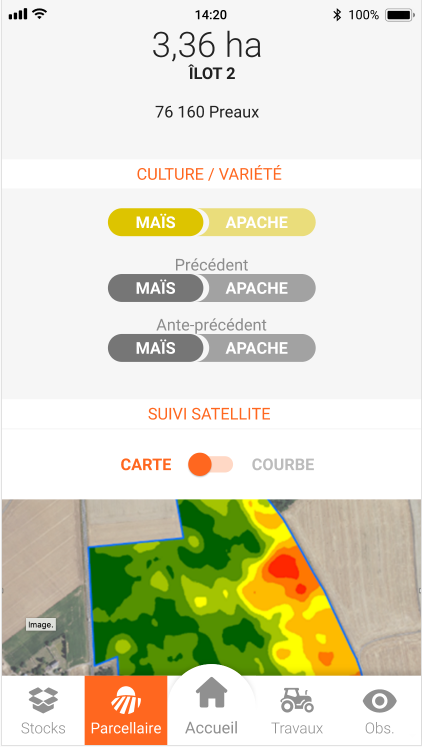 14:20
100%
3,36 ha
ÎLOT 2
76 160 Preaux
CULTURE / VARIÉTÉ
MAÏS APACHE
Précédent
MAÏS APACHE
Ante-précédent
MAÏS APACHE
SUIVI SATELLITE
CARTE COURBE
Image.
Stocks Parcellaire Accueil Travaux Obs.